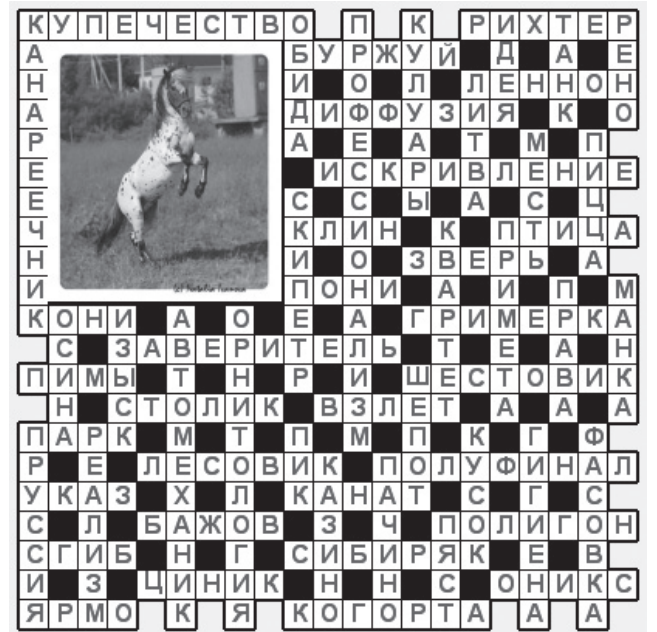 КУПЕЧЕСТВО П К РИХТЕР
А БУРЖУЙ Д А Е
Н И О Л ЛЕННОН
А ДИФФУЗИЯ К О
Р А Е А Т М П
Е ИСКРИВЛЕНИЕ
Е С С Ы А С Ц
Ч КЛИН К ПТИЦА
Н И О ЗВЕРЬ А
И ПОНИ А И П М
КОНИ А О Е А ГРИМЕРКА
С ЗАВЕРИТЕЛЬ Т Е А Н
ПИМЫ Т Н Р И ШЕСТОВИК
Н СТОЛИК ВЗЛЕТ А А А
ПАРК М Т П М П К Г Ф
Р Е ЛЕСОВИК ПОЛУФИНАЛ
УКАЗ Х Л КАНАТ С Г С
С Л БАЖОВ З Ч ПОЛИГОН
СГИБ Н Г СИБИРЯК Е В
И З ЦИНИК Н Н С ОНИКС
ЯРМО К Я КОГОРТА А А